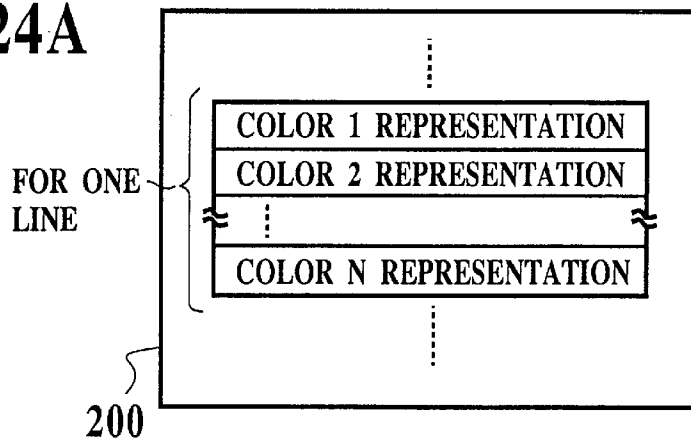 24A
COLOR 1 REPRESENTATION
COLOR 2 REPRESENTATION
FOR ONE
LINE
COLOR N REPRESENTATION
200